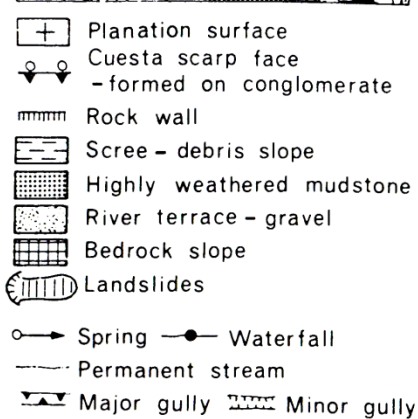 Planation surface
Cuesta scarp face
-formed on conglomerate
Rock wall
Scree - debris slope
Highly weathered mudstone
River terrace - gravel
Bedrock slope
Landslides
Spring Waterfall
Permanent stream
Major gully Minor gully